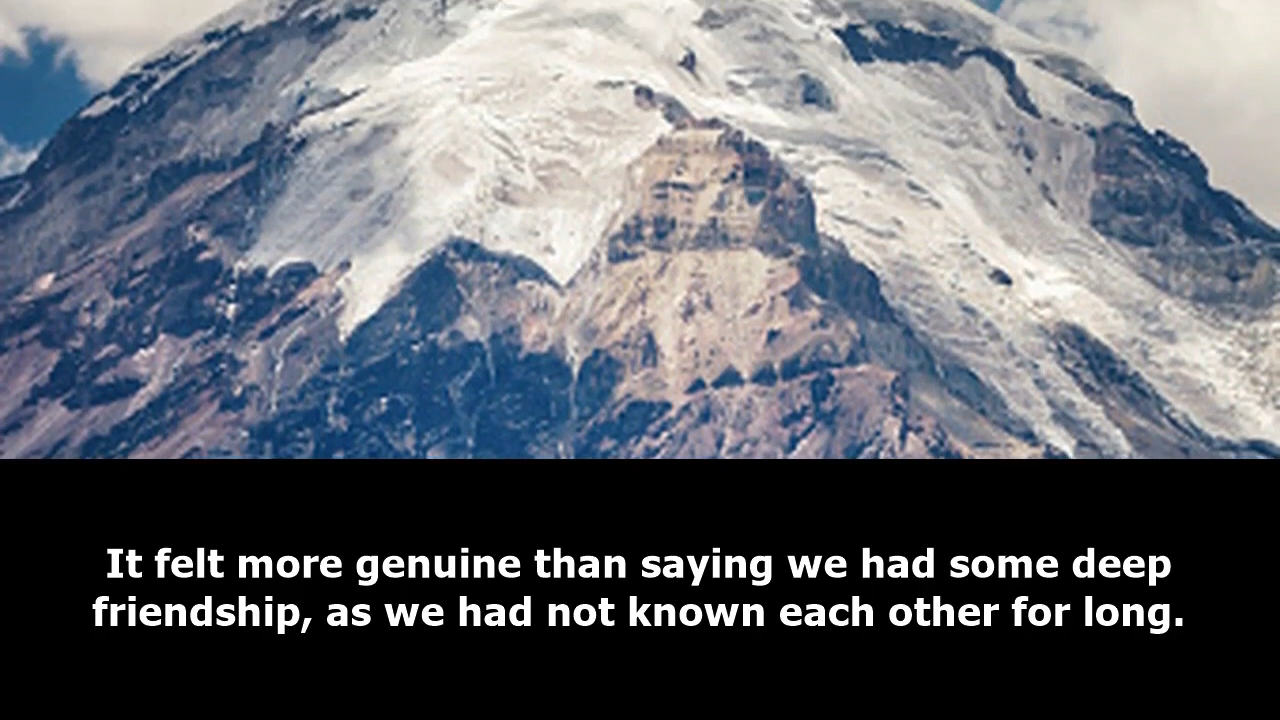 It felt more genuine than saying we had some deep
friendship, as we had not known each other for long.